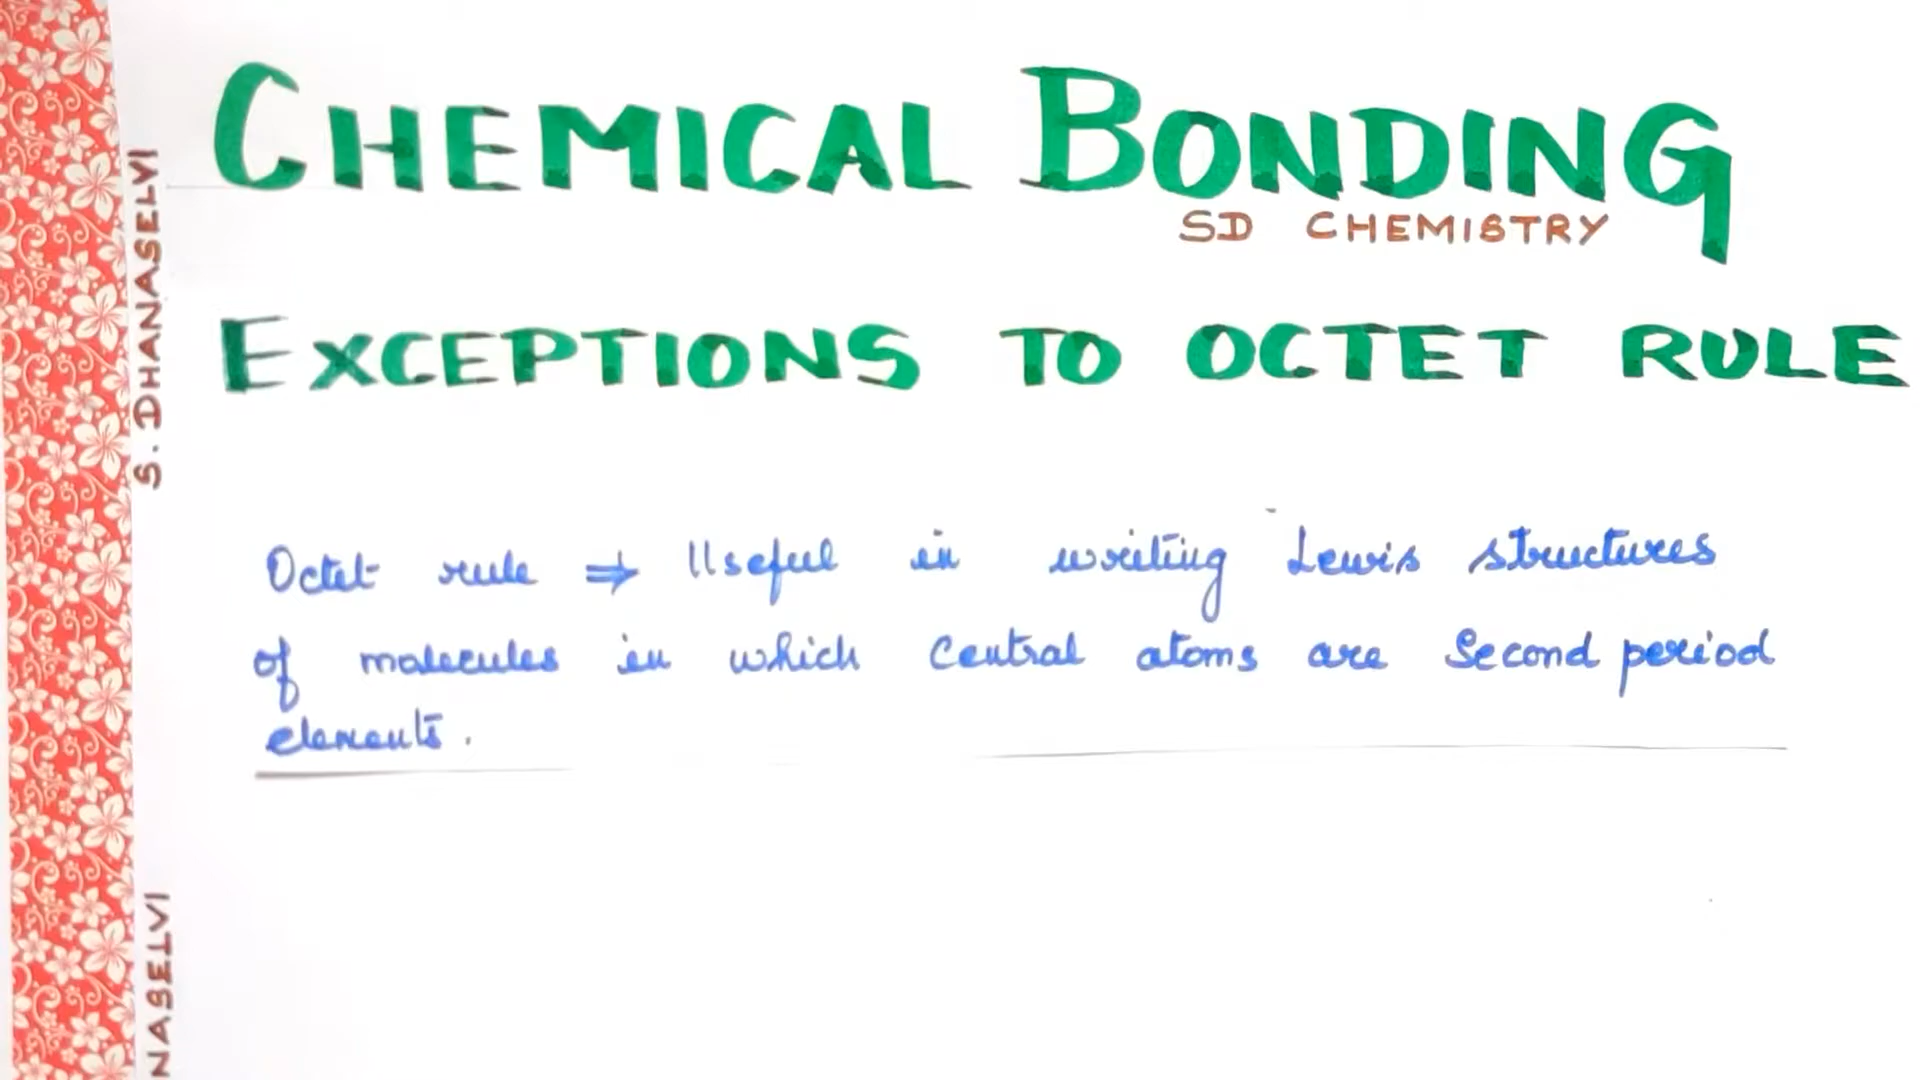 CHEMICAL BONDING
SD CHEMISTRY
EXCEPTIONS TO OCTET RULE
S. DHANASELVI
Octet rule ⇒ Useful in writing Lewis structures
of molecules in which Central atoms are Second period
elements.
NASELVI